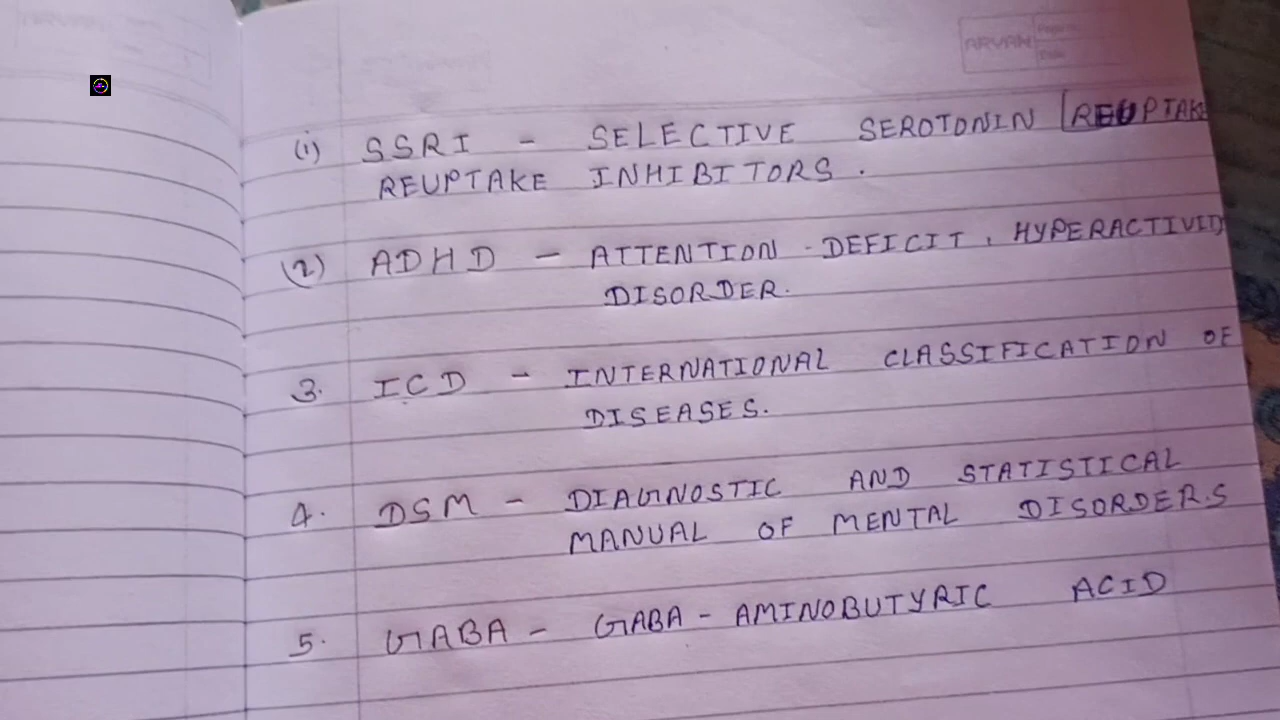 ARVAN
(1) SSRI - SELECTIVE SEROTONIN REUPTAKE
REUPTAKE INHIBITORS.
(2) ADHD - ATTENTION - DEFICIT, HYPERACTIVITY
DISORDER.
3. ICD - INTERNATIONAL CLASSIFICATION OF
DISEASES.
4. DSM - DIAGNOSTIC AND STATISTICAL
MANUAL OF MENTAL DISORDERS
5. GABA - GABA - AMINOBUTYRIC ACID